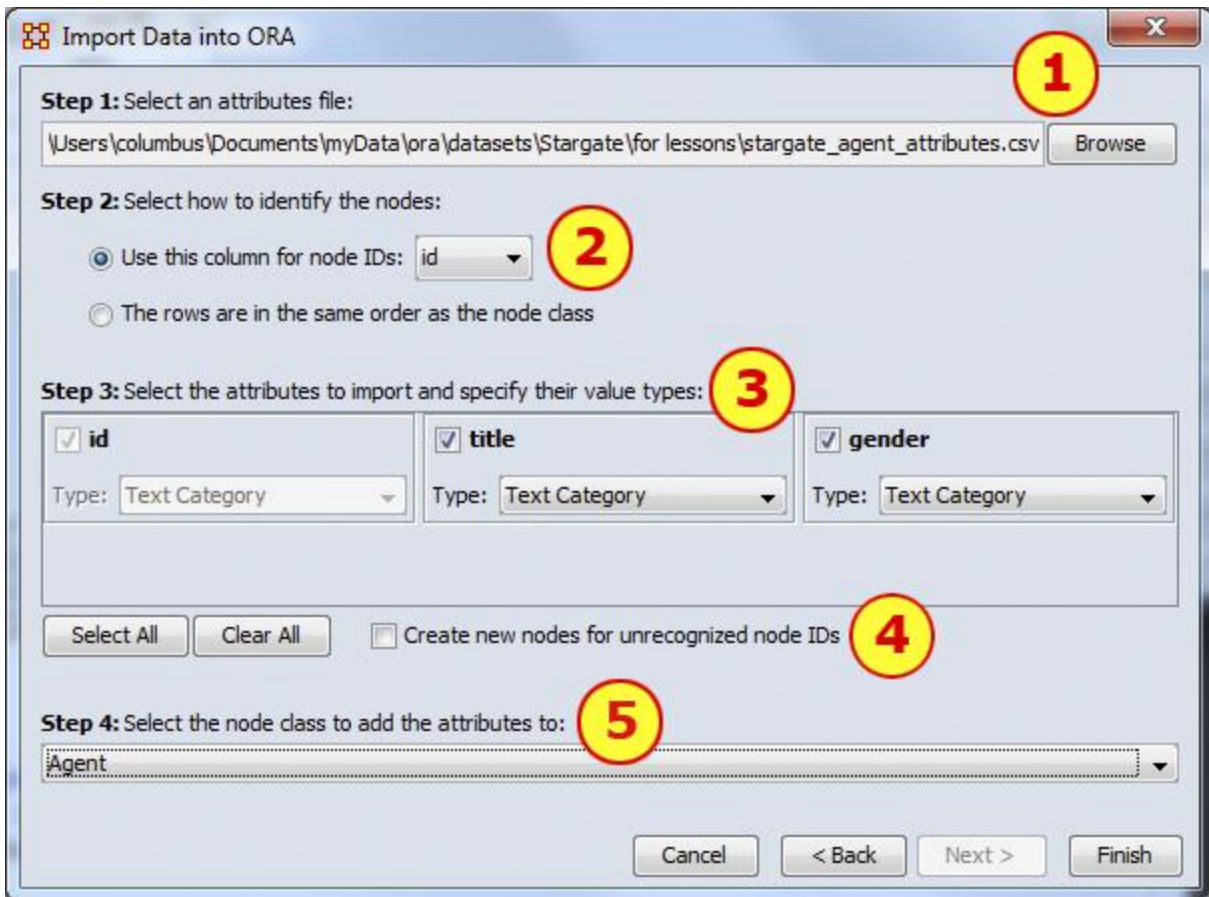 Import Data into ORA
X
1
Step 1: Select an attributes file:
\Users\columbus\Documents\myData\ora\datasets\Stargate\for lessons\stargate_agent_attributes.csv Browse
Step 2: Select how to identify the nodes:
Use this column for node IDs: id 2
The rows are in the same order as the node class
Step 3: Select the attributes to import and specify their value types: 3
id title gender
Type: Text Category Type: Text Category Type: Text Category
Select All Clear All Create new nodes for unrecognized node IDs 4
Step 4: Select the node class to add the attributes to: 5
Agent
Cancel < Back Next > Finish